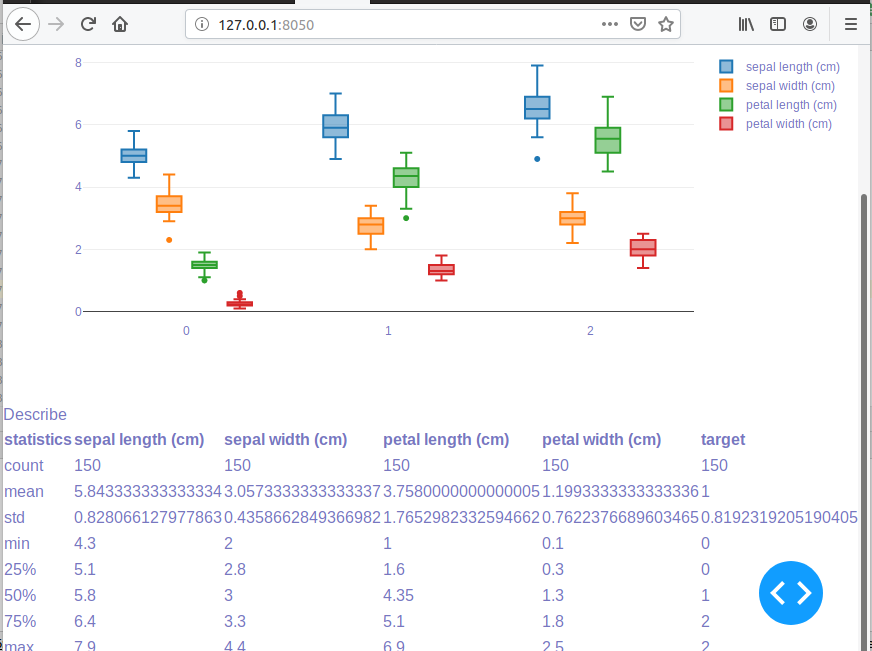 127.0.0.1:8050
8
6
4
2
0
0 1 2
sepal length (cm)
sepal width (cm)
petal length (cm)
petal width (cm)
Describe
statistics sepal length (cm) sepal width (cm) petal length (cm) petal width (cm) target
count 150 150 150 150 150
mean 5.843333333333334 3.0573333333333337 3.7580000000000005 1.1993333333333336 1
std 0.828066127977863 0.4358662849366982 1.7652982332594662 0.7622376689603465 0.8192319205190405
min 4.3 2 1 0.1 0
25% 5.1 2.8 1.6 0.3 0
50% 5.8 3 4.35 1.3 1
75% 6.4 3.3 5.1 1.8 2
max 7.9 4.4 6.9 2.5 2